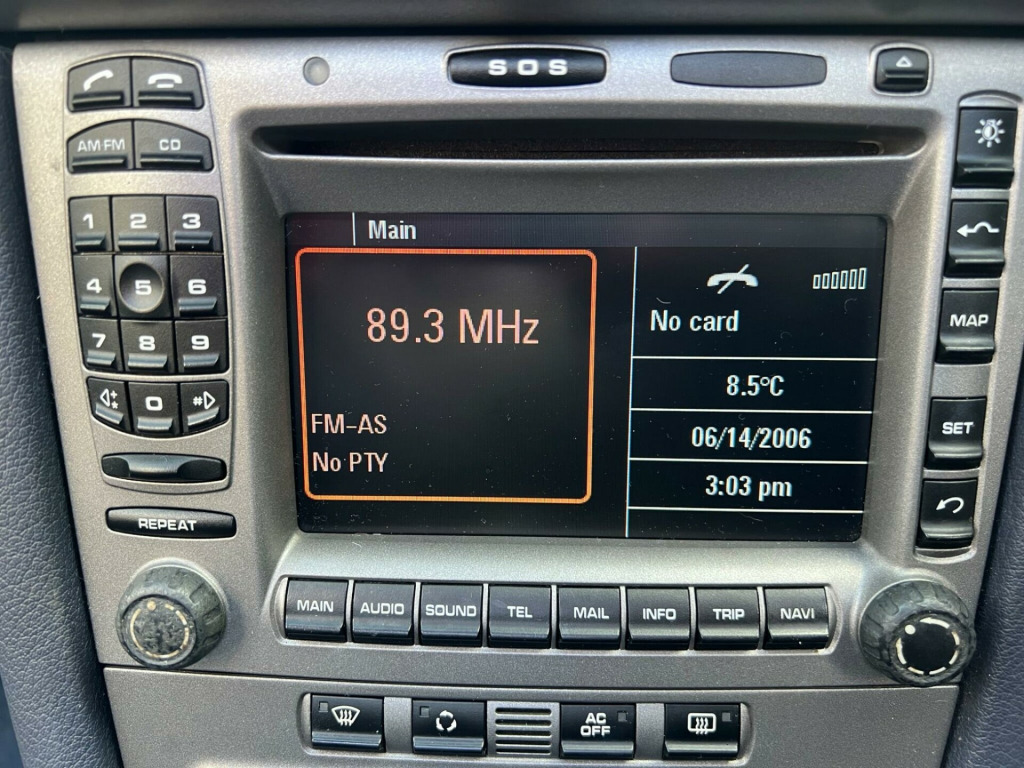 SOS
AM·FM CD
1 2 3
4 5 6
7 8 9
* 0 #
REPEAT
Main
89.3 MHz
FM-AS
No PTY
No card
8.5°C
06/14/2006
3:03 pm
MAP
SET
MAIN AUDIO SOUND TEL MAIL INFO TRIP NAVI
AC
OFF